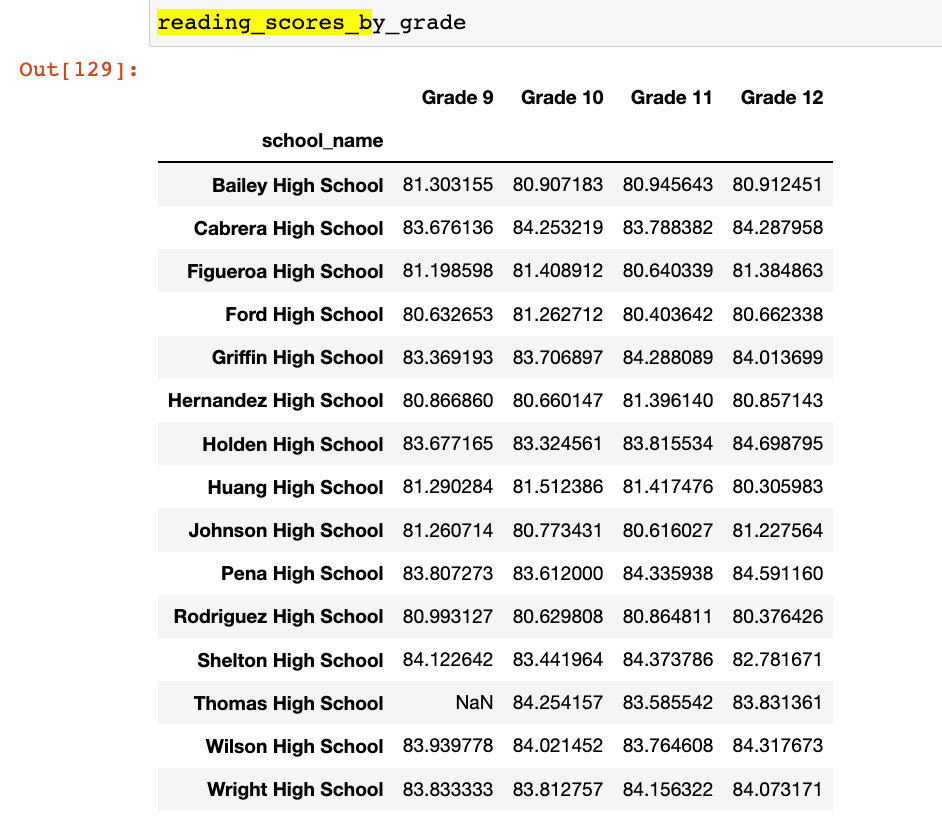 reading_scores_by_grade
Out[129]:
Grade 9 Grade 10 Grade 11 Grade 12
school_name
Bailey High School 81.303155 80.907183 80.945643 80.912451
Cabrera High School 83.676136 84.253219 83.788382 84.287958
Figueroa High School 81.198598 81.408912 80.640339 81.384863
Ford High School 80.632653 81.262712 80.403642 80.662338
Griffin High School 83.369193 83.706897 84.288089 84.013699
Hernandez High School 80.866860 80.660147 81.396140 80.857143
Holden High School 83.677165 83.324561 83.815534 84.698795
Huang High School 81.290284 81.512386 81.417476 80.305983
Johnson High School 81.260714 80.773431 80.616027 81.227564
Pena High School 83.807273 83.612000 84.335938 84.591160
Rodriguez High School 80.993127 80.629808 80.864811 80.376426
Shelton High School 84.122642 83.441964 84.373786 82.781671
Thomas High School NaN 84.254157 83.585542 83.831361
Wilson High School 83.939778 84.021452 83.764608 84.317673
Wright High School 83.833333 83.812757 84.156322 84.073171